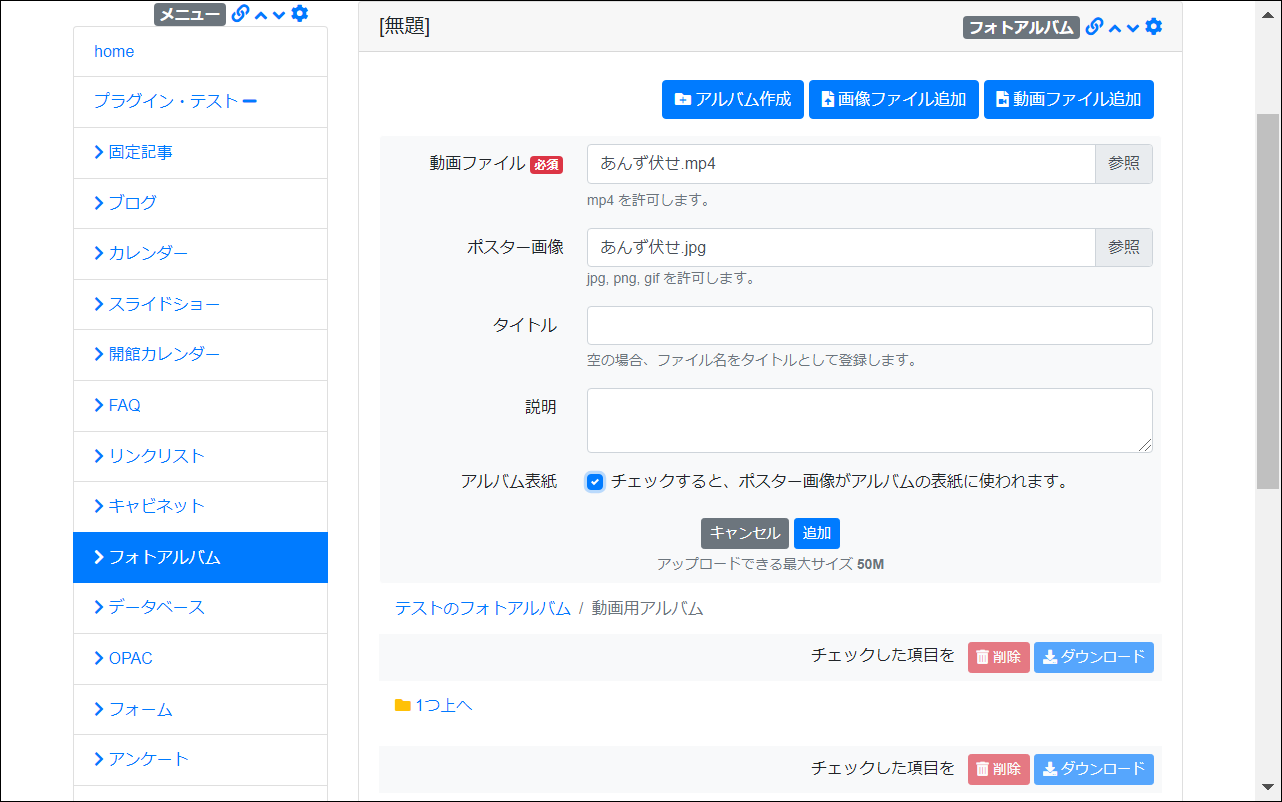 メニュー
home
プラグイン・テスト
固定記事
ブログ
カレンダー
スライドショー
開館カレンダー
FAQ
リンクリスト
キャビネット
フォトアルバム
データベース
OPAC
フォーム
アンケート
[無題]
フォトアルバム
アルバム作成 画像ファイル追加 動画ファイル追加
動画ファイル 必須 あんず伏せ.mp4 参照
mp4 を許可します。
ポスター画像 あんず伏せ.jpg 参照
jpg, png, gif を許可します。
タイトル
空の場合、ファイル名をタイトルとして登録します。
説明
アルバム表紙 チェックすると、ポスター画像がアルバムの表紙に使われます。
キャンセル 追加
アップロードできる最大サイズ 50M
テストのフォトアルバム / 動画用アルバム
チェックした項目を 削除 ダウンロード
1つ上へ
チェックした項目を 削除 ダウンロード